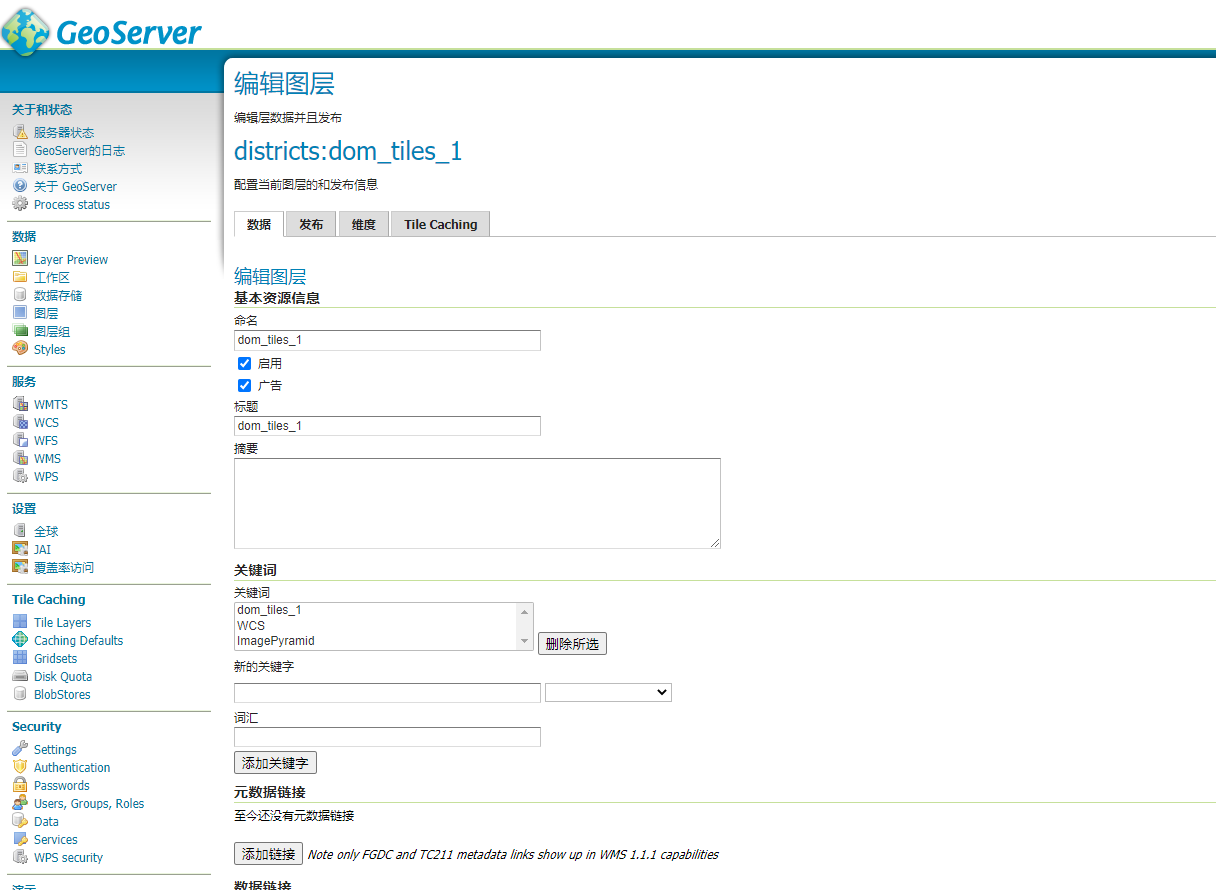 GeoServer
关于和状态
服务器状态
GeoServer的日志
联系方式
关于 GeoServer
Process status
数据
Layer Preview
工作区
数据存储
图层
图层组
Styles
服务
WMTS
WCS
WFS
WMS
WPS
设置
全球
JAI
覆盖率访问
Tile Caching
Tile Layers
Caching Defaults
Gridsets
Disk Quota
BlobStores
Security
Settings
Authentication
Passwords
Users, Groups, Roles
Data
Services
WPS security
演示
编辑图层
编辑层数据并且发布
districts:dom_tiles_1
配置当前图层的和发布信息
数据 发布 维度 Tile Caching
编辑图层
基本资源信息
命名
dom_tiles_1
启用
广告
标题
dom_tiles_1
摘要
关键词
关键词
dom_tiles_1
WCS
ImagePyramid
删除所选
新的关键字
词汇
添加关键字
元数据链接
至今还没有元数据链接
添加链接 Note only FGDC and TC211 metadata links show up in WMS 1.1.1 capabilities
数据链接